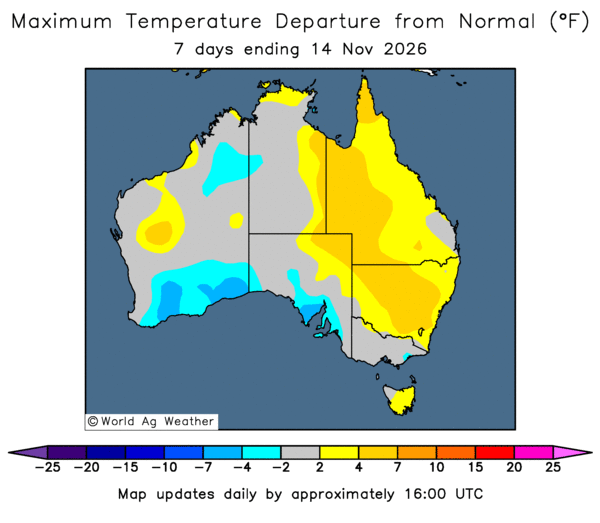 Maximum Temperature Departure from Normal (°F)
7 days ending 14 Nov 2026
©World Ag Weather
-25 -20 -15 -10 -7 -4 -2 2 4 7 10 15 20 25
Map updates daily by approximately 16:00 UTC